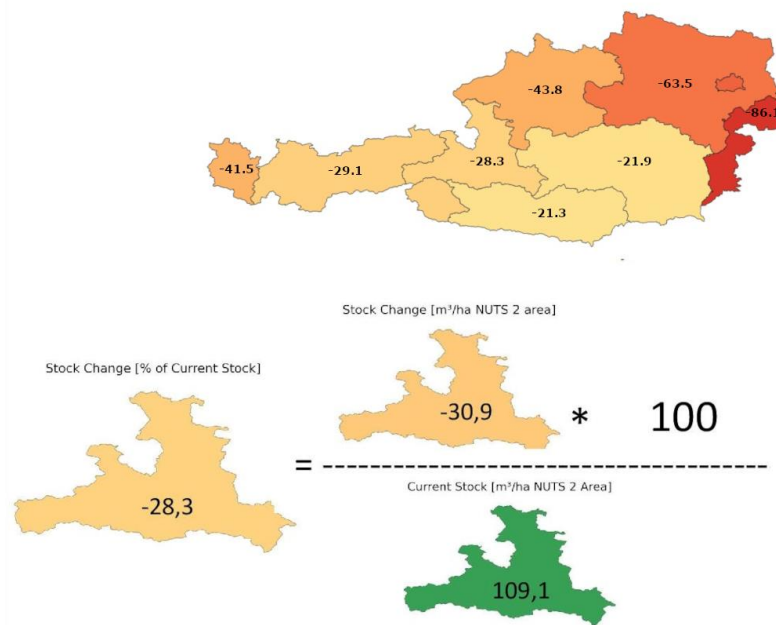 -63.5
-43.8
-86.1
-41.5
-29.1
-28.3
-21.9
-21.3
Stock Change [m³/ha NUTS 2 area]
Stock Change [% of Current Stock]
-30,9 * 100
= --------------------------------
Current Stock [m³/ha NUTS 2 Area]
-28,3
109,1